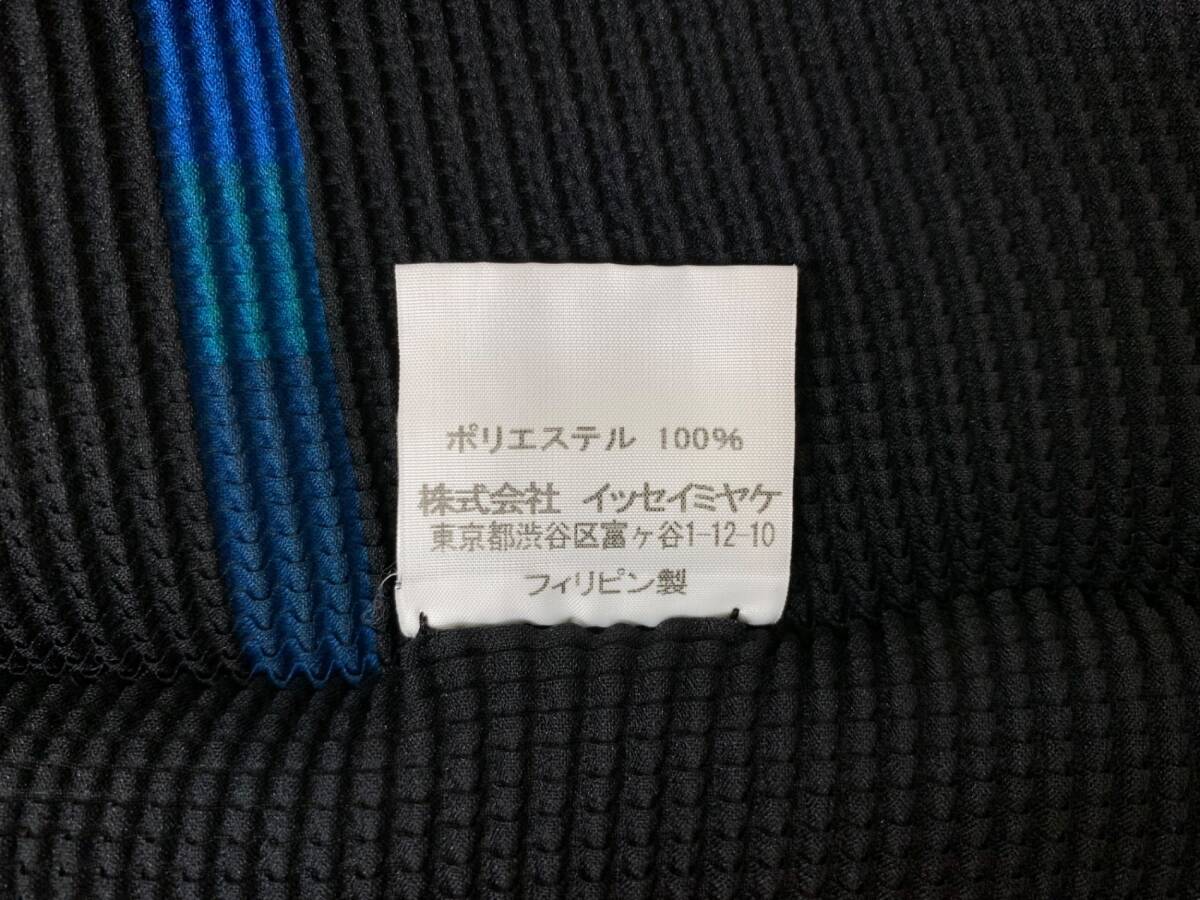 ポリエステル 100%
株式会社 イッセイミヤケ
東京都渋谷区富ヶ谷1-12-10
フィリピン製